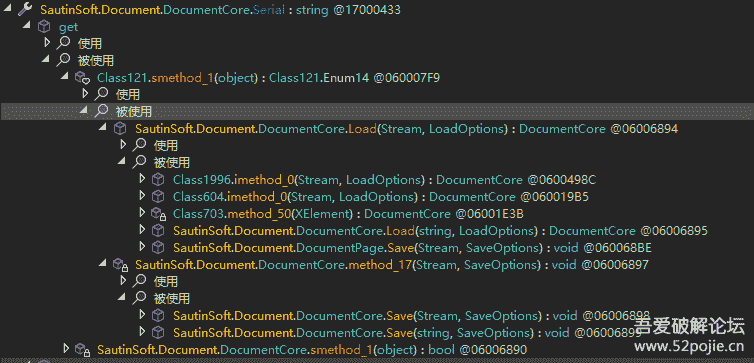 SautinSoft.Document.DocumentCore.Serial : string @17000433
get
使用
被使用
Class121.smethod_1(object) : Class121.Enum14 @060007F9
使用
被使用
SautinSoft.Document.DocumentCore.Load(Stream, LoadOptions) : DocumentCore @06006894
使用
被使用
Class1996.imethod_0(Stream, LoadOptions) : DocumentCore @0600498C
Class604.imethod_0(Stream, LoadOptions) : DocumentCore @060019B5
Class703.method_50(XElement) : DocumentCore @06001E3B
SautinSoft.Document.DocumentCore.Load(string, LoadOptions) : DocumentCore @06006895
SautinSoft.Document.DocumentPage.Save(Stream, SaveOptions) : void @060068BE
SautinSoft.Document.DocumentCore.method_17(Stream, SaveOptions) : void @06006897
使用
被使用
SautinSoft.Document.DocumentCore.Save(Stream, SaveOptions) : void @06006898
SautinSoft.Document.DocumentCore.Save(string, SaveOptions) : void
SautinSoft.Document.DocumentCore.smethod_1(object) : bool @06006890
吾爱破解论坛
www.52pojie.cn